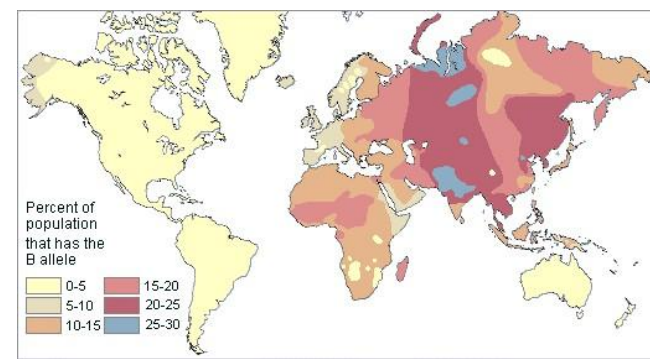 Percent of
population
that has the
B allele
0-5
5-10
10-15
15-20
20-25
25-30